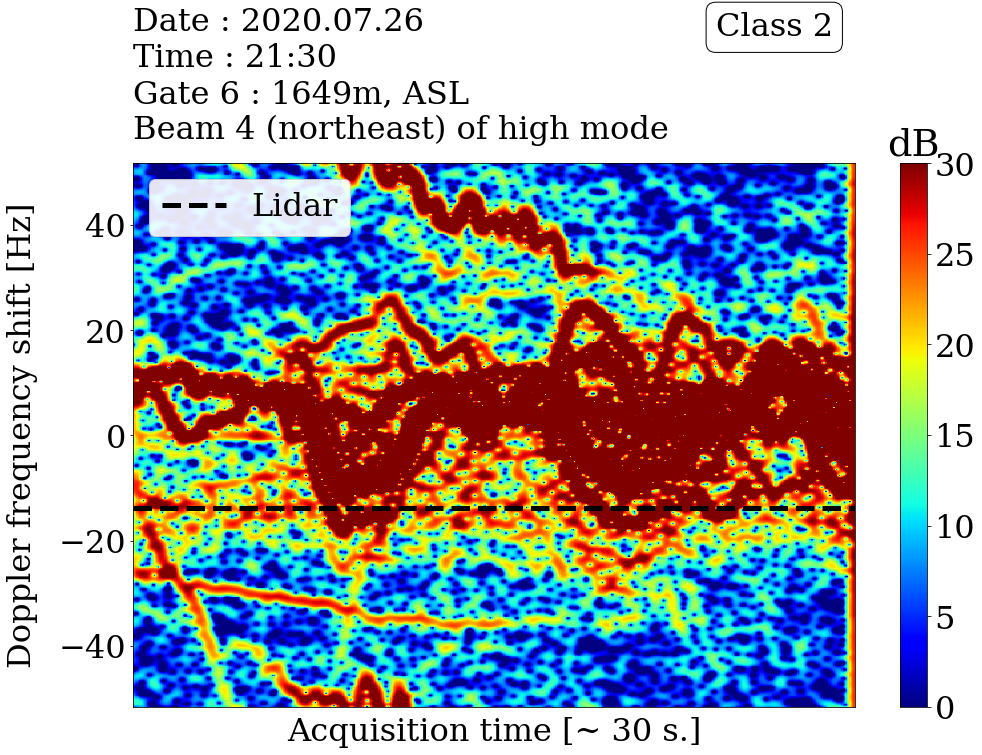 Date : 2020.07.26
Time : 21:30
Gate 6 : 1649m, ASL
Beam 4 (northeast) of high mode
Class 2
dB
Lidar
Doppler frequency shift [Hz]
40
20
0
−20
−40
30
25
20
15
10
5
0
Acquisition time [~ 30 s.]